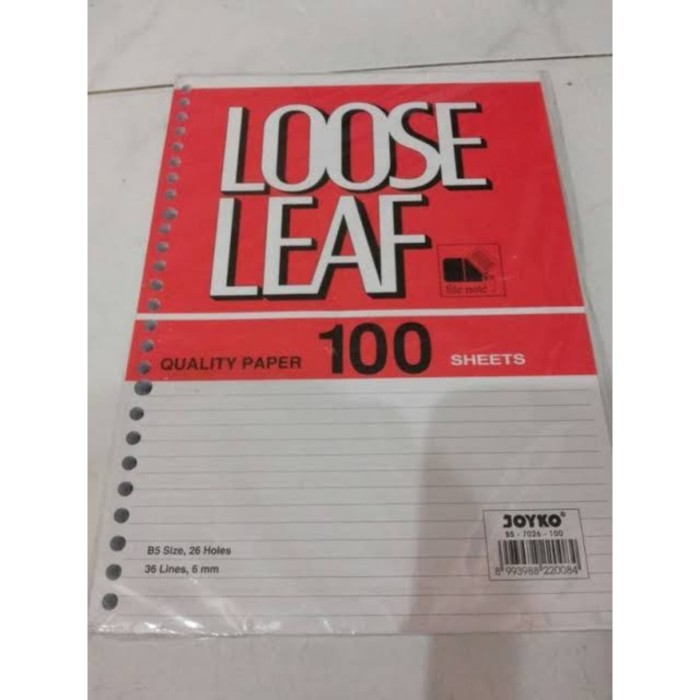 LOOSE
LEAF
file note
QUALITY PAPER 100 SHEETS
JOYKO®
SS - 7026 - 100
8 993988 220084
B5 Size, 26 Holes
36 Lines, 6 mm